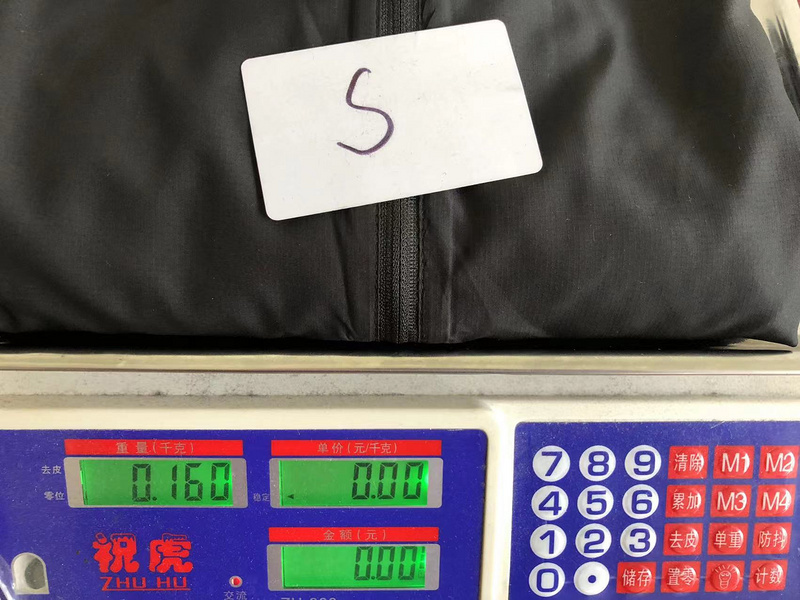 S
重量(千克)
单价(元/千克)
去皮
零位
0.160
稳定
0.00
金额(元)
0.00
祝虎
ZHU HU
交流
7 8 9 清除 M1 M2
4 5 6 累加 M3 M4
1 2 3 去皮 单重 防抖
0 • 储存 置零 计数